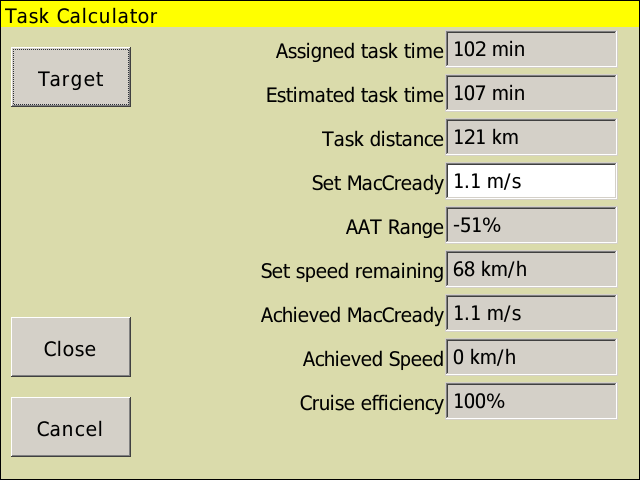 Task Calculator
Target
Assigned task time 102 min
Estimated task time 107 min
Task distance 121 km
Set MacCready 1.1 m/s
AAT Range -51%
Set speed remaining 68 km/h
Achieved MacCready 1.1 m/s
Close
Achieved Speed 0 km/h
Cruise efficiency 100%
Cancel